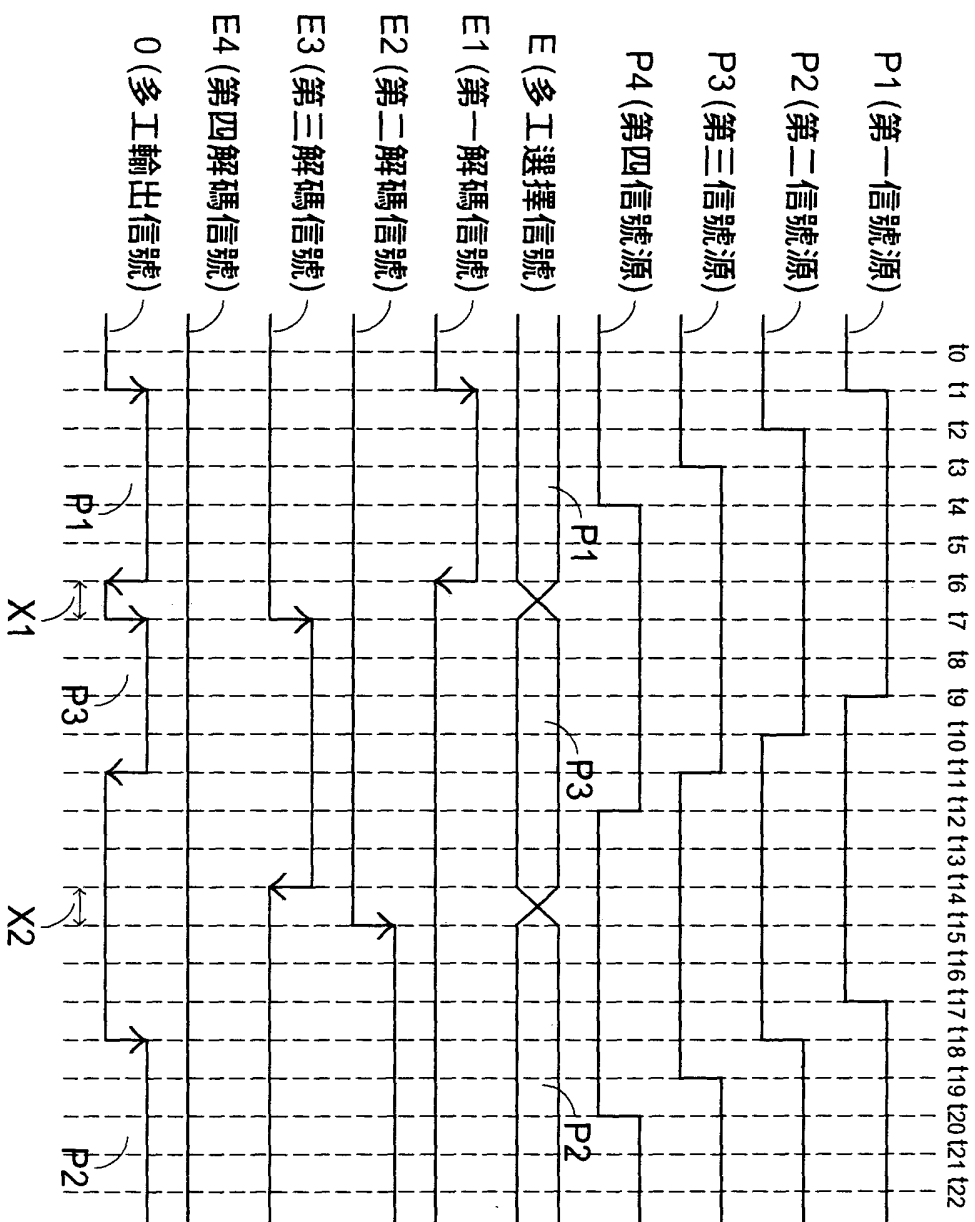 t0 t1 t2 t3 t4 t5 t6 t7 t8 t9 t10 t11 t12 t13 t14 t15 t16 t17 t18 t19 t20 t21 t22
P1 (第一信號源)
P2 (第二信號源)
P3 (第三信號源)
P4 (第四信號源)
E (多工選擇信號)
P1 P3 P2
E1 (第一解碼信號)
E2 (第二解碼信號)
E3 (第三解碼信號)
E4 (第四解碼信號)
0 (多工輸出信號)
P1 P3 P2
X1 X2